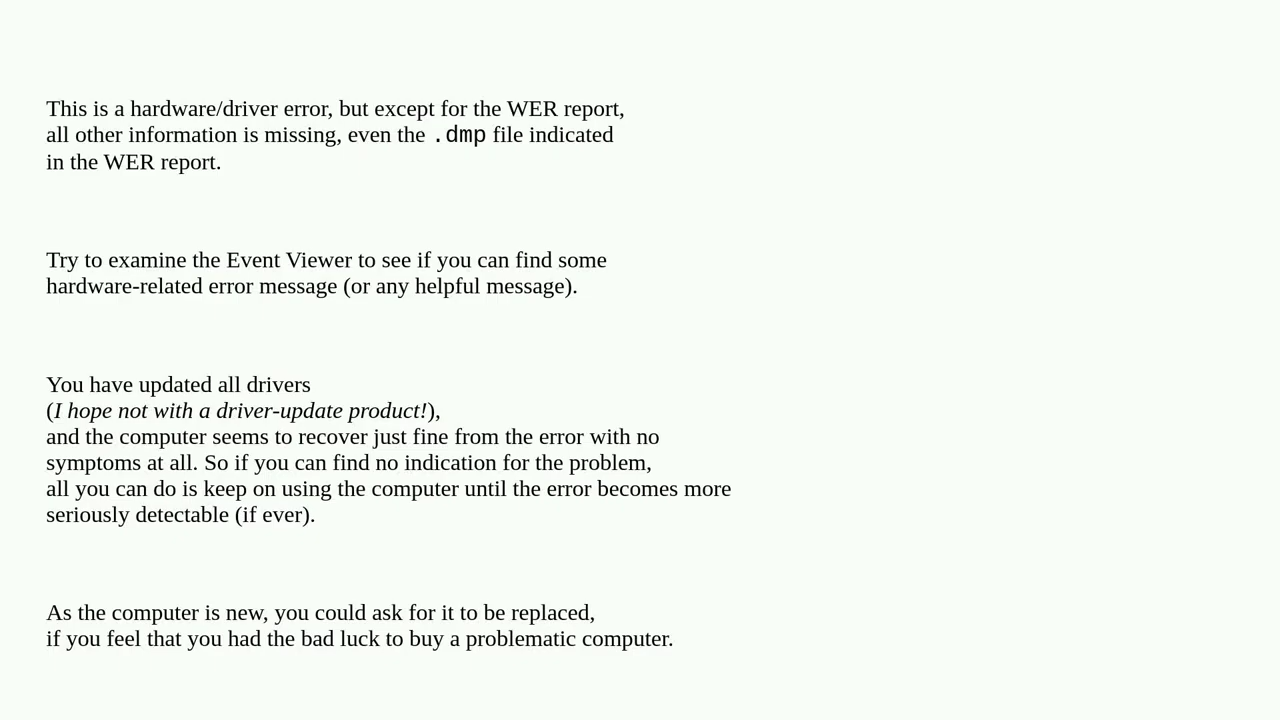 This is a hardware/driver error, but except for the WER report,
all other information is missing, even the .dmp file indicated
in the WER report.
Try to examine the Event Viewer to see if you can find some
hardware-related error message (or any helpful message).
You have updated all drivers
(I hope not with a driver-update product!),
and the computer seems to recover just fine from the error with no
symptoms at all. So if you can find no indication for the problem,
all you can do is keep on using the computer until the error becomes more
seriously detectable (if ever).
As the computer is new, you could ask for it to be replaced,
if you feel that you had the bad luck to buy a problematic computer.